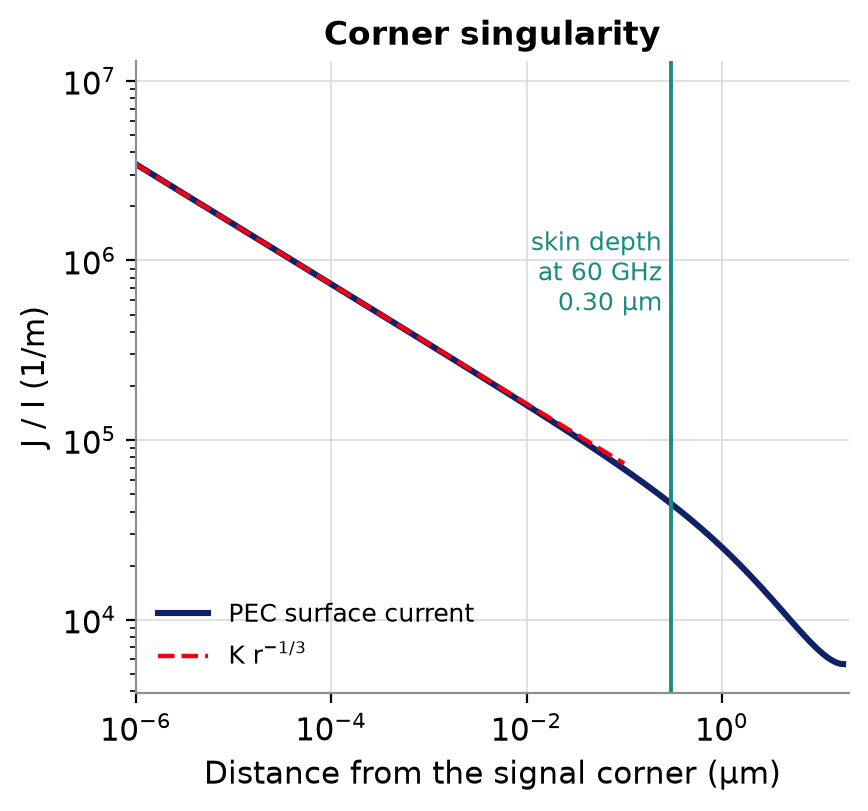 Corner singularity
J / I (1/m)
10⁷
10⁶
10⁵
10⁴
skin depth
at 60 GHz
0.30 µm
PEC surface current
K r⁻¹ᐟ³
10⁻⁶
10⁻⁴
10⁻²
10⁰
Distance from the signal corner (µm)